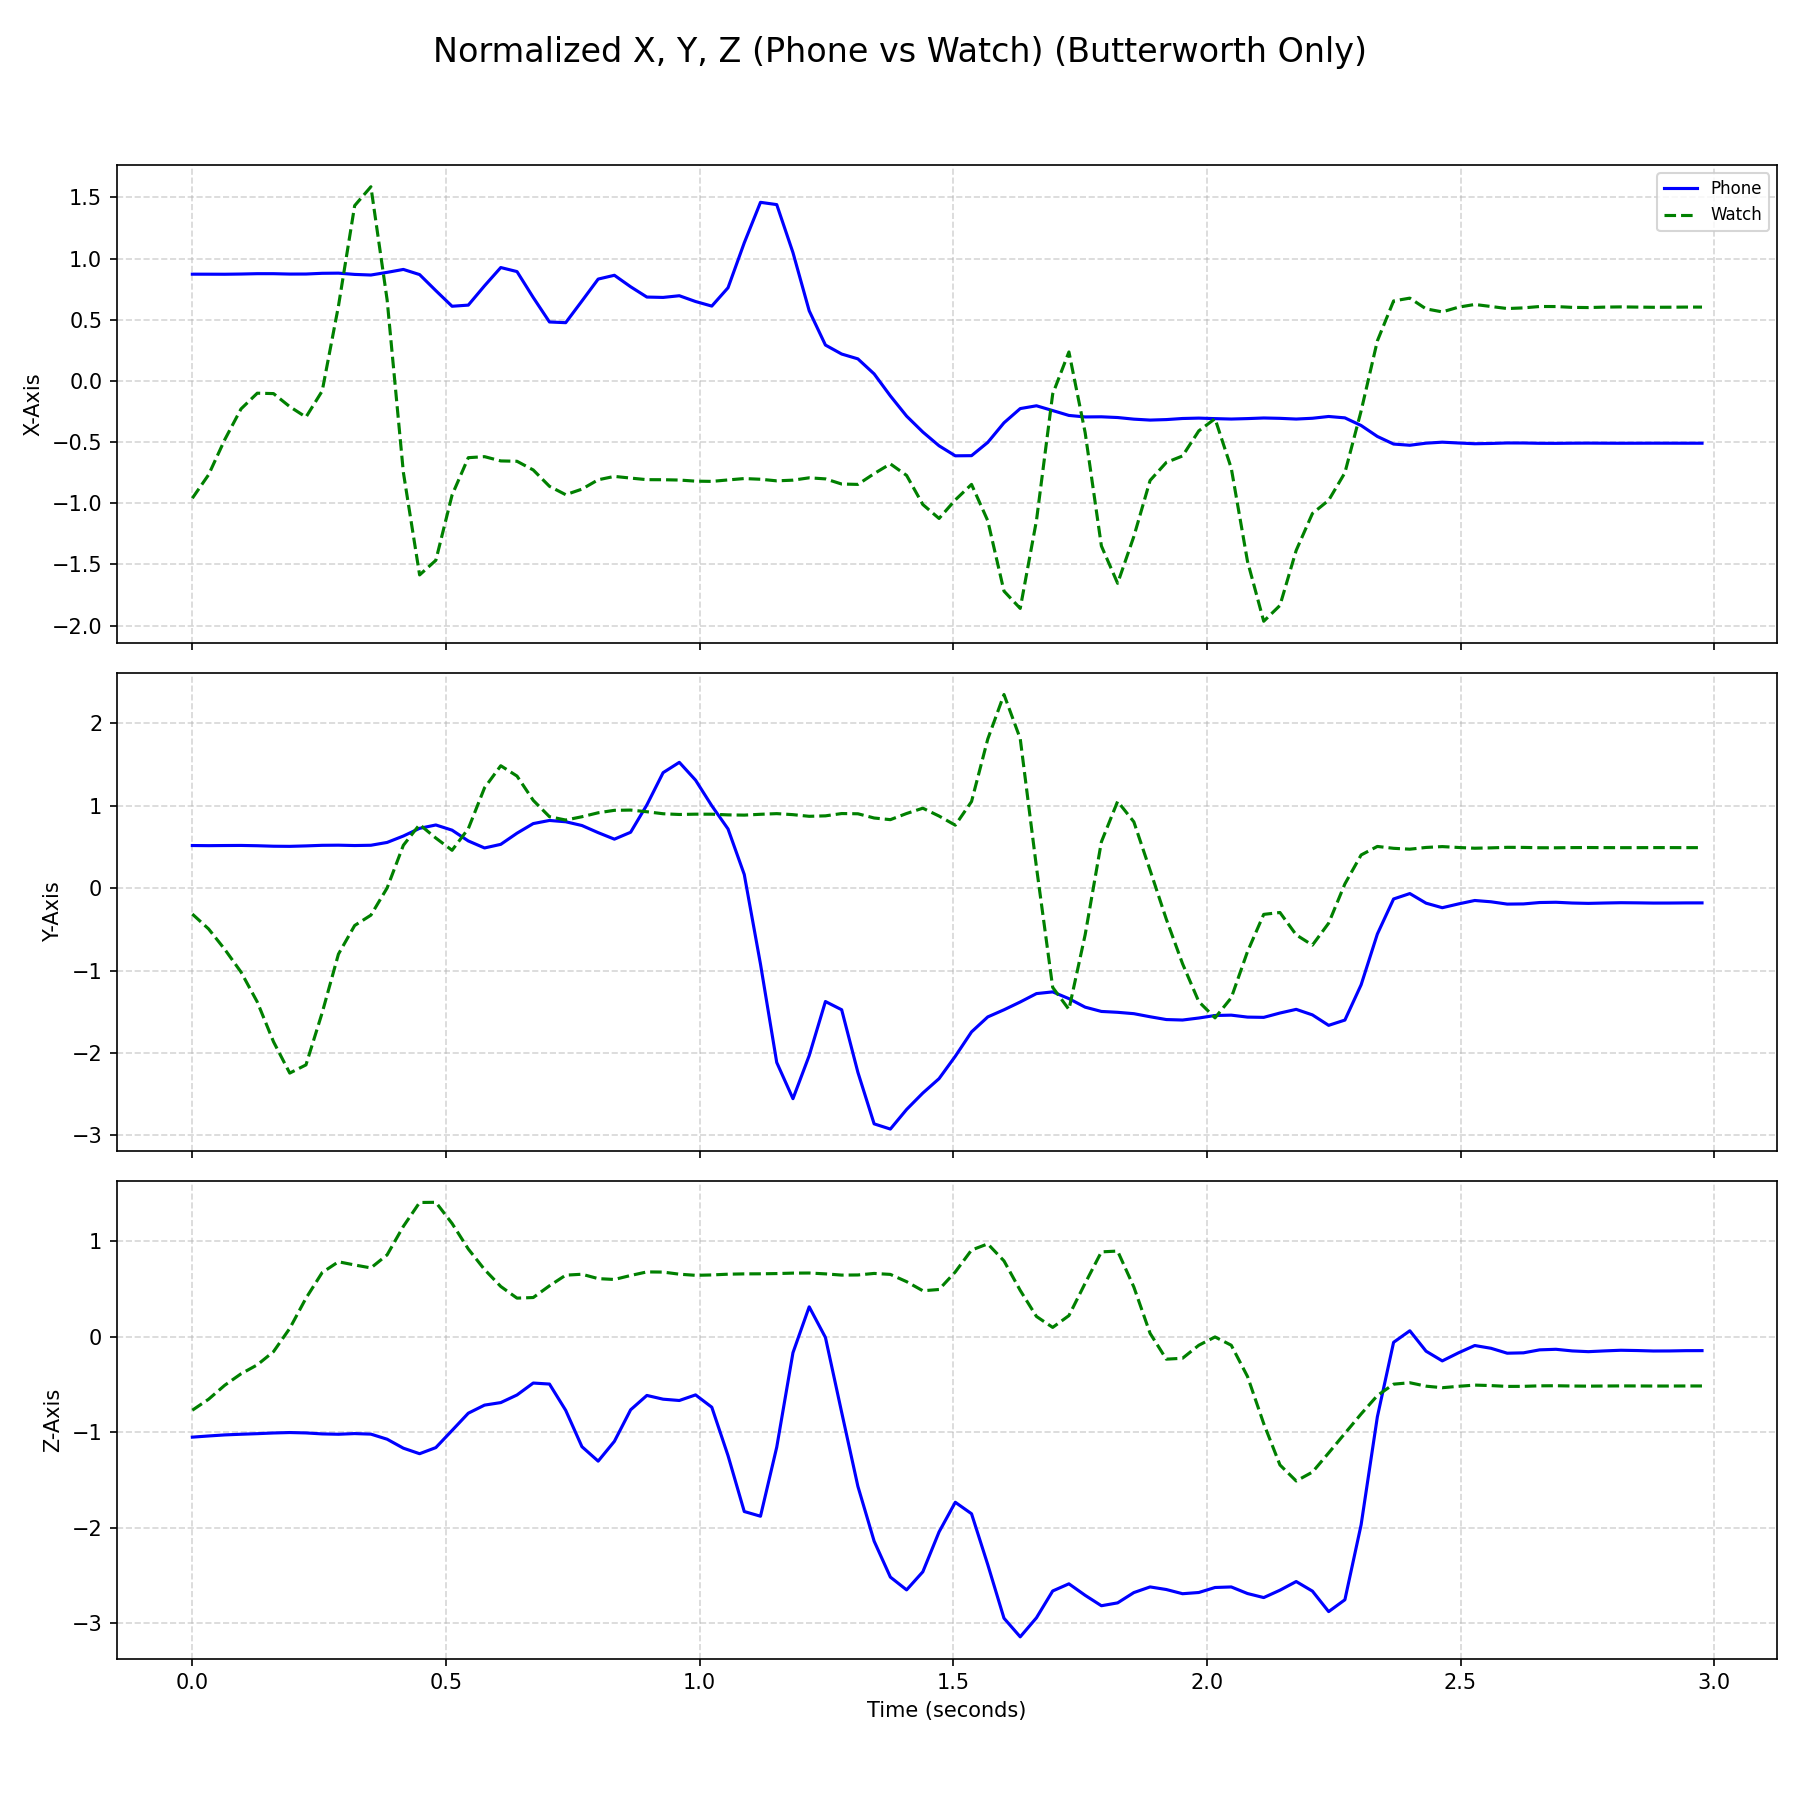 Normalized X, Y, Z (Phone vs Watch) (Butterworth Only)
Phone
Watch
X-Axis
1.5
1.0
0.5
0.0
−0.5
−1.0
−1.5
−2.0
Y-Axis
2
1
0
−1
−2
−3
Z-Axis
1
0
−1
−2
−3
0.0 0.5 1.0 1.5 2.0 2.5 3.0
Time (seconds)